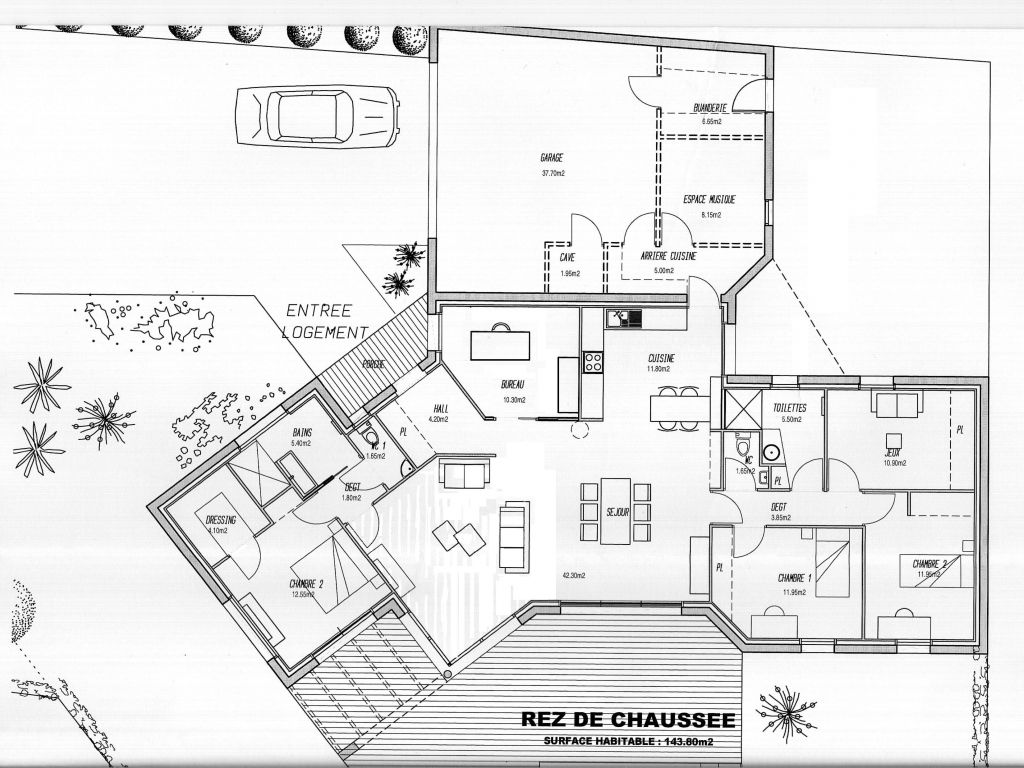 BUANDERIE
6.65m2
GARAGE
37.70m2
ESPACE MUSIQUE
8.15m2
CAVE
1.95m2
ARRIERE CUISINE
5.00m2
ENTREE
LOGEMENT
PORCHE
CUISINE
11.80m2
BUREAU
10.30m2
HALL
4.20m2
PL
TOILETTES
5.50m2
BAINS
5.40m2
WC 1
1.65m2
WC
1.65m2
PL
JEUX
10.90m2
PL
DEGT
1.80m2
DRESSING
4.10m2
SEJOUR
DEGT
3.85m2
CHAMBRE 2
12.55m2
42.30m2
PL
CHAMBRE 1
11.95m2
CHAMBRE 2
11.95m2
REZ DE CHAUSSEE
SURFACE HABITABLE : 143.80m2